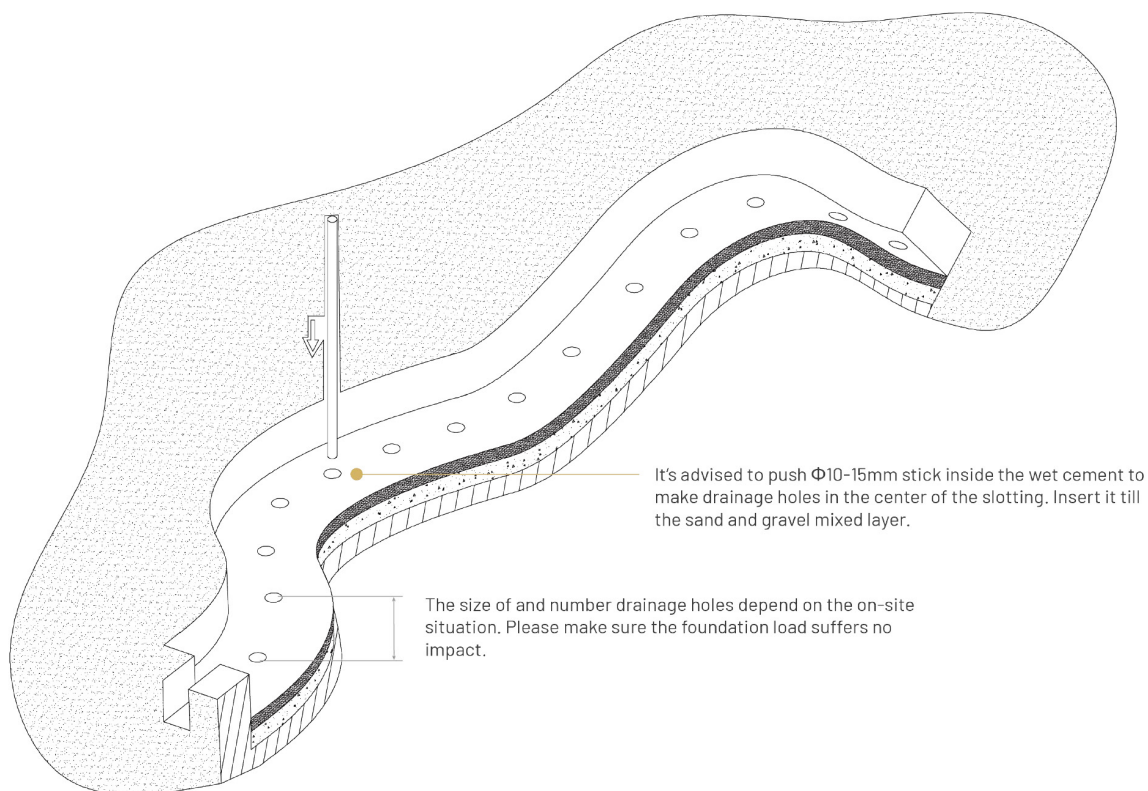 It's advised to push Φ10-15mm stick inside the wet cement to
make drainage holes in the center of the slotting. Insert it till
the sand and gravel mixed layer.
The size of and number drainage holes depend on the on-site
situation. Please make sure the foundation load suffers no
impact.